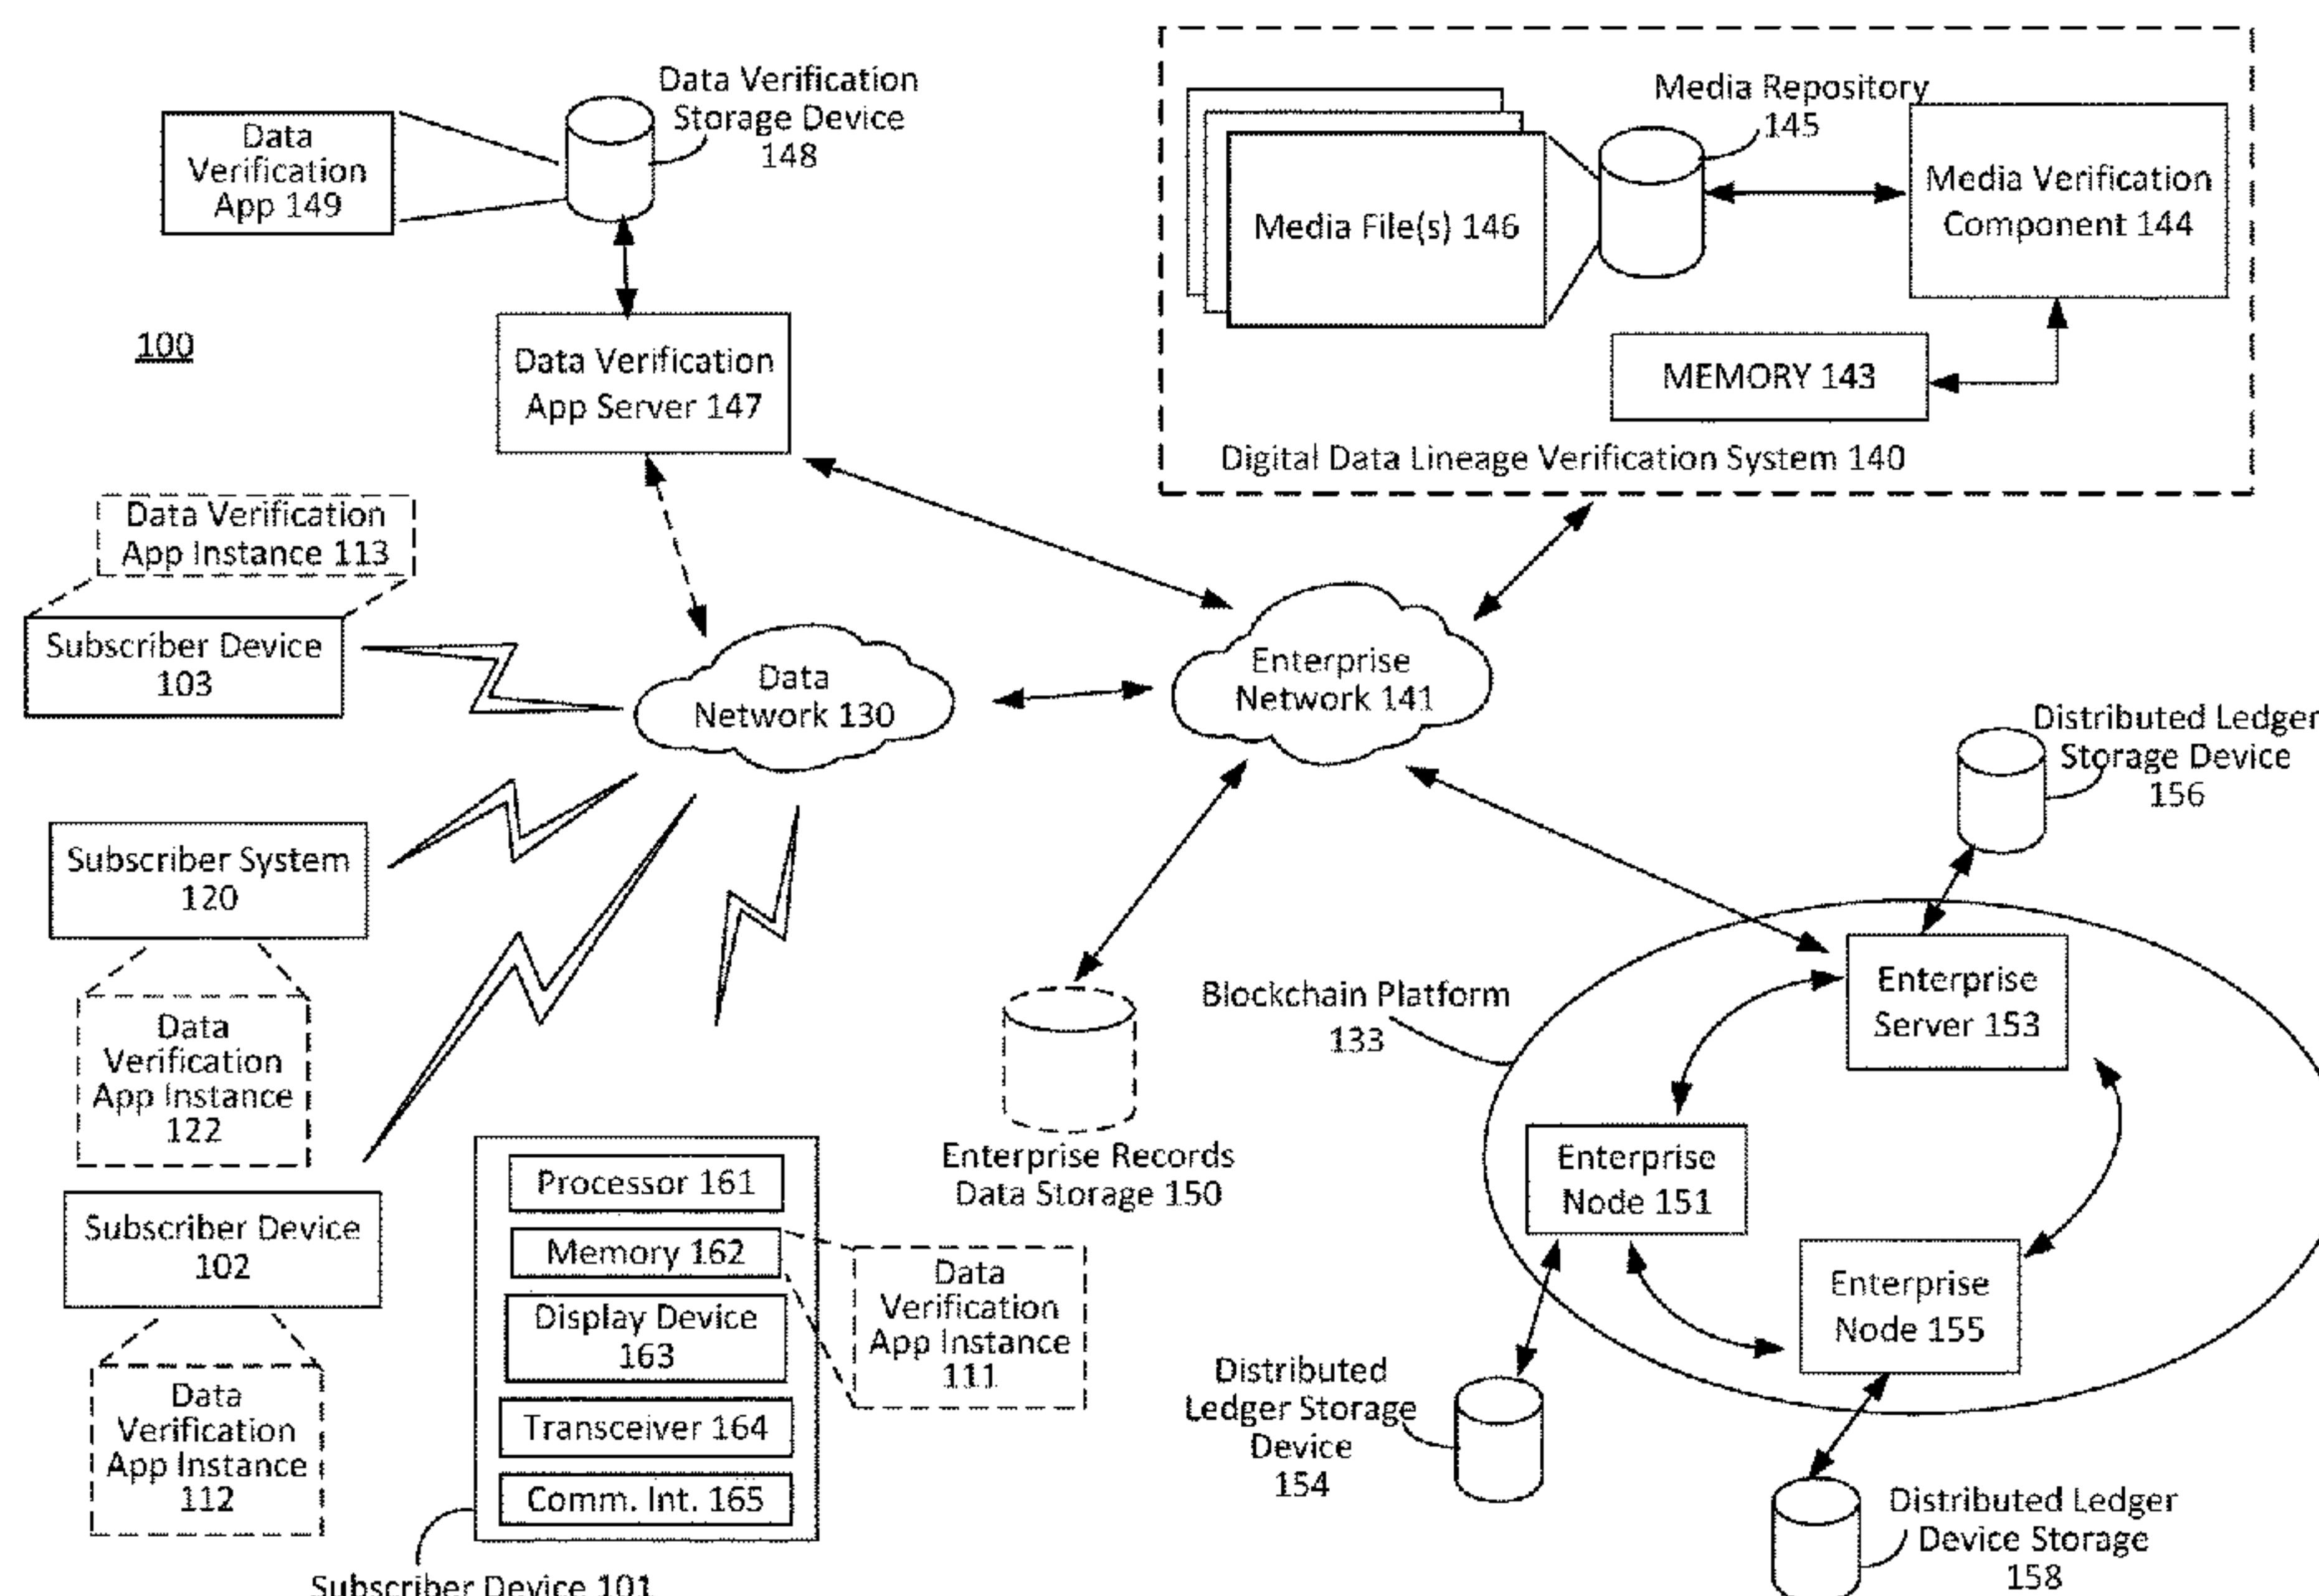 Data Verification
Storage Device
148
Data
Verification
App 149
Media Repository
145
Media File(s) 146
Media Verification
Component 144
MEMORY 143
Digital Data Lineage Verification System 140
100
Data Verification
App Server 147
Data Verification
App Instance 113
Subscriber Device
103
Data
Network 130
Enterprise
Network 141
Distributed Ledger
Storage Device
156
Subscriber System
120
Data
Verification
App Instance
122
Blockchain Platform
133
Enterprise
Server 153
Enterprise
Node 151
Enterprise
Node 155
Enterprise Records
Data Storage 150
Subscriber Device
102
Data
Verification
App Instance
112
Processor 161
Memory 162
Display Device
163
Transceiver 164
Comm. Int. 165
Data
Verification
App Instance
111
Subscriber Device 101
Distributed
Ledger Storage
Device
154
Distributed Ledger
Device Storage
158